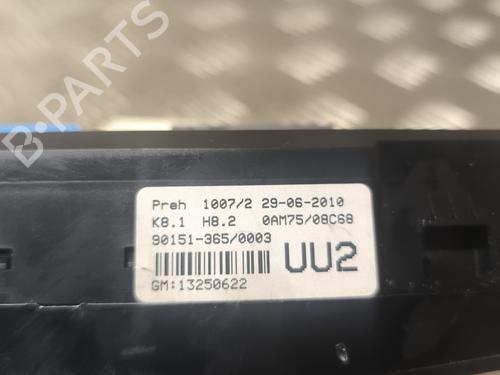 B-PARTS
Preh 1007/2 29-06-2010
K8.1 H8.2 0AM75/08C68
90151-365/0003
UU2
GM:13250622